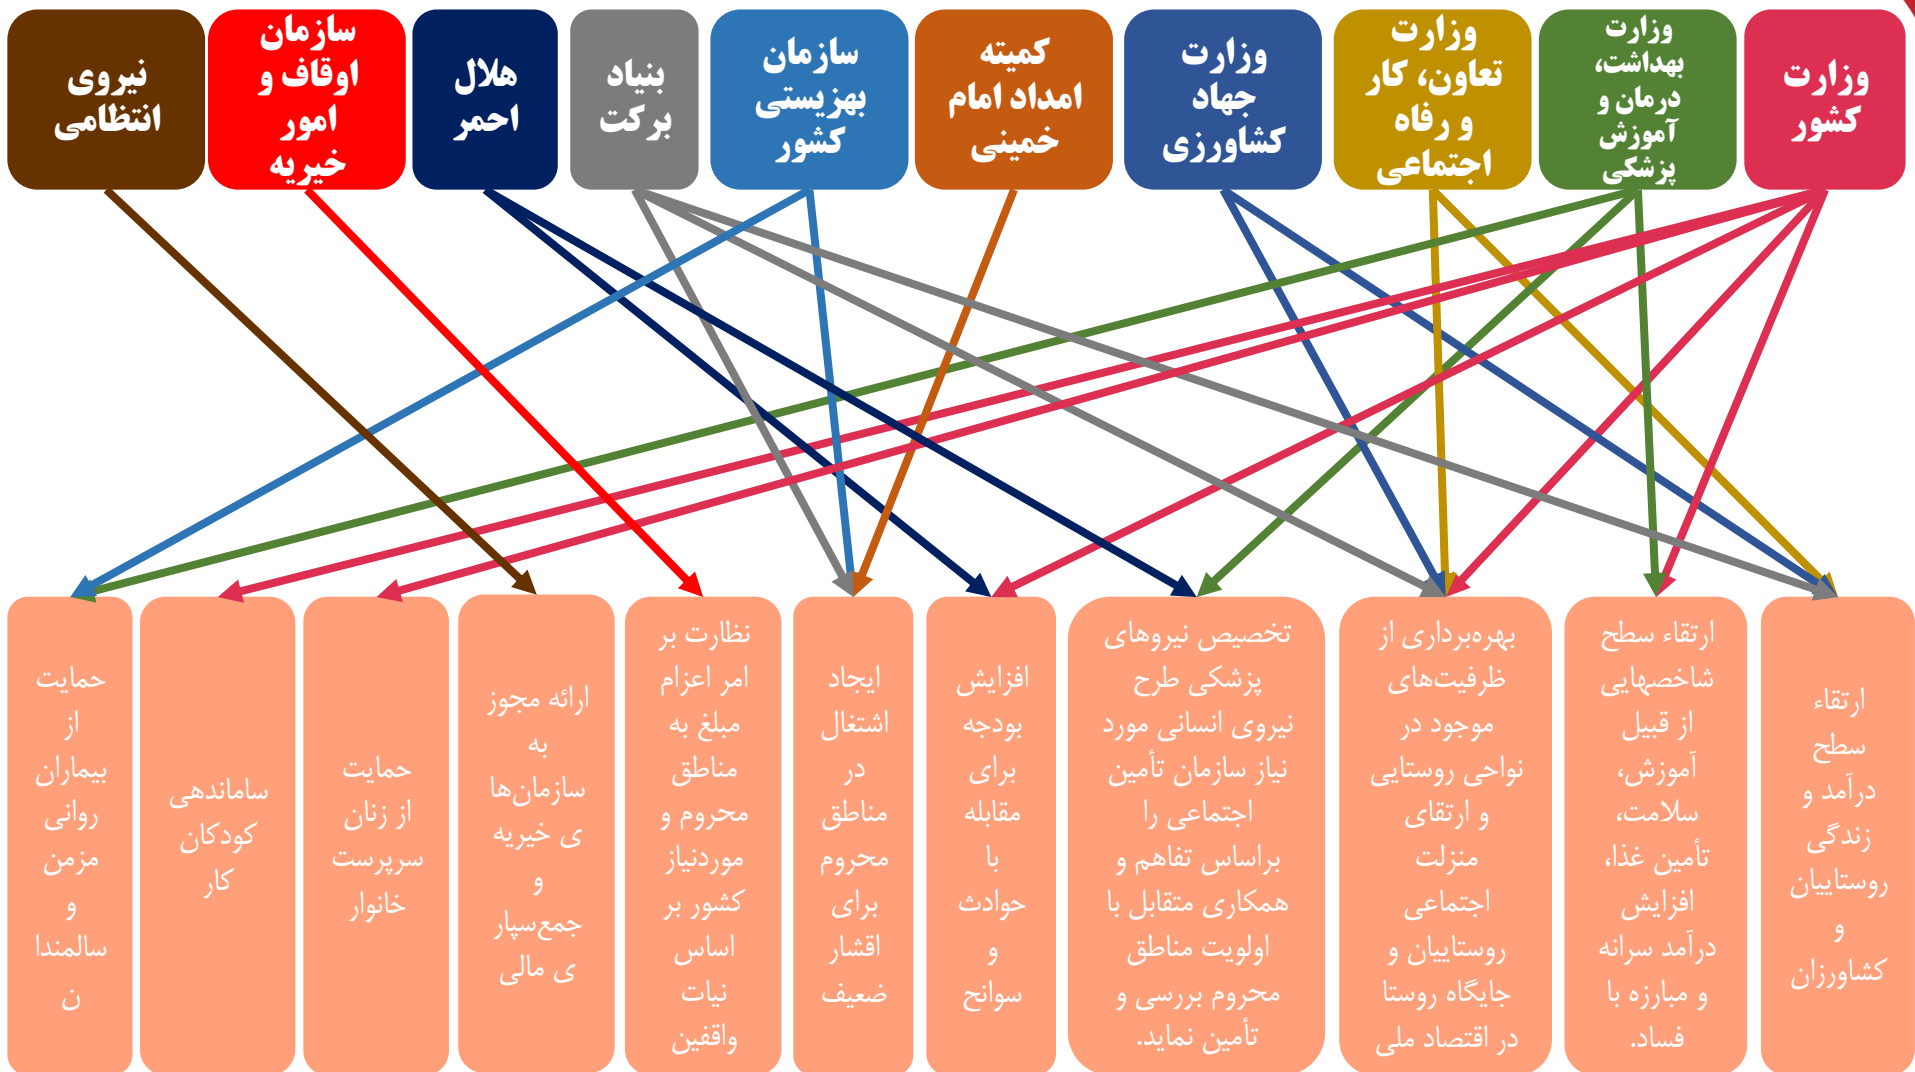 وزارت
کشور
وزارت
بهداشت،
درمان و
آموزش
پزشکی
وزارت
تعاون، کار
و رفاه
اجتماعی
وزارت
جهاد
کشاورزی
کمیته
امداد امام
خمینی
سازمان
بهزیستی
کشور
بنیاد
برکت
هلال
احمر
سازمان
اوقاف و
امور
خیریه
نیروی
انتظامی
ارتقاء
سطح
درآمد و
زندگی
روستاییان
و
کشاورزان
ارتقاء سطح
شاخصهایی
از قبیل
آموزش،
سلامت،
تأمین غذا،
افزایش
درآمد سرانه
و مبارزه با
فساد.
بهره‌برداری از
ظرفیت‌های
موجود در
نواحی روستایی
و ارتقای
منزلت
اجتماعی
روستاییان و
جایگاه روستا
در اقتصاد ملی
تخصیص نیروهای
پزشکی طرح
نیروی انسانی مورد
نیاز سازمان تأمین
اجتماعی را
براساس تفاهم و
همکاری متقابل با
اولویت مناطق
محروم بررسی و
تأمین نماید.
افزایش
بودجه
برای
مقابله
با
حوادث
و
سوانح
ایجاد
اشتغال
در
مناطق
محروم
برای
اقشار
ضعیف
نظارت بر
امر اعزام
مبلغ به
مناطق
محروم و
موردنیاز
کشور بر
اساس
نیات
واقفین
ارائه مجوز
به
سازمان‌ها
ی خیریه
و
جمع‌سپار
ی مالی
حمایت
از زنان
سرپرست
خانوار
ساماندهی
کودکان
کار
حمایت
از
بیماران
روانی
مزمن
و
سالمندا
ن